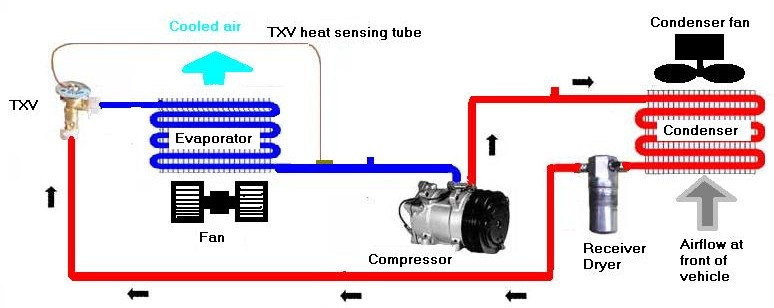 Cooled air
TXV heat sensing tube
Condenser fan
TXV
Evaporator
Condenser
Fan
Compressor
Receiver
Dryer
Airflow at
front of
vehicle